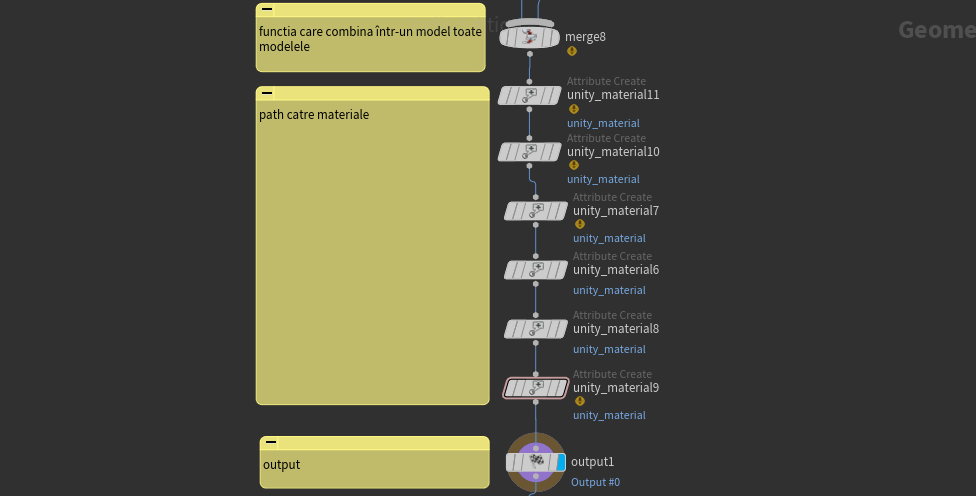 functia care combina într-un model toate
modelele
merge8
Geome
Attribute Create
unity_material11
unity_material
path catre materiale
Attribute Create
unity_material10
unity_material
Attribute Create
unity_material7
unity_material
Attribute Create
unity_material6
unity_material
Attribute Create
unity_material8
unity_material
Attribute Create
unity_material9
unity_material
output
output1
Output #0